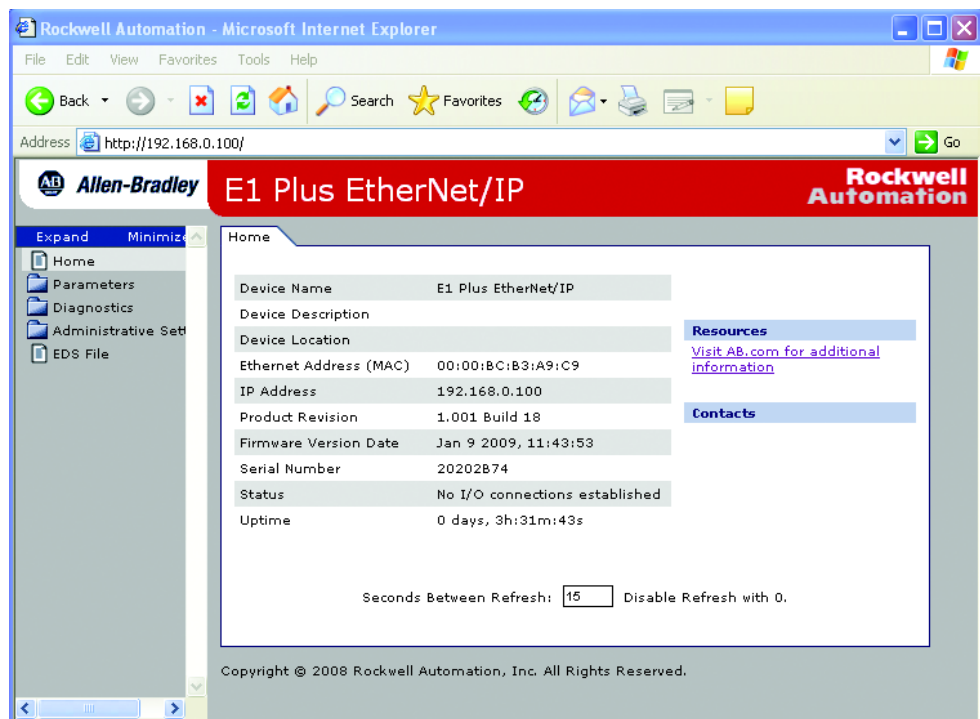 Rockwell Automation - Microsoft Internet Explorer
File Edit View Favorites Tools Help
Back Search Favorites
Address http://192.168.0.100/ Go
AB Allen-Bradley E1 Plus EtherNet/IP Rockwell Automation
Expand Minimize
Home
Parameters
Diagnostics
Administrative Sett
EDS File
Home
Device Name E1 Plus EtherNet/IP
Device Description
Device Location
Ethernet Address (MAC) 00:00:BC:B3:A9:C9
IP Address 192.168.0.100
Product Revision 1.001 Build 18
Firmware Version Date Jan 9 2009, 11:43:53
Serial Number 20202B74
Status No I/O connections established
Uptime 0 days, 3h:31m:43s
Resources
Visit AB.com for additional
information
Contacts
Seconds Between Refresh: 15 Disable Refresh with 0.
Copyright © 2008 Rockwell Automation, Inc. All Rights Reserved.